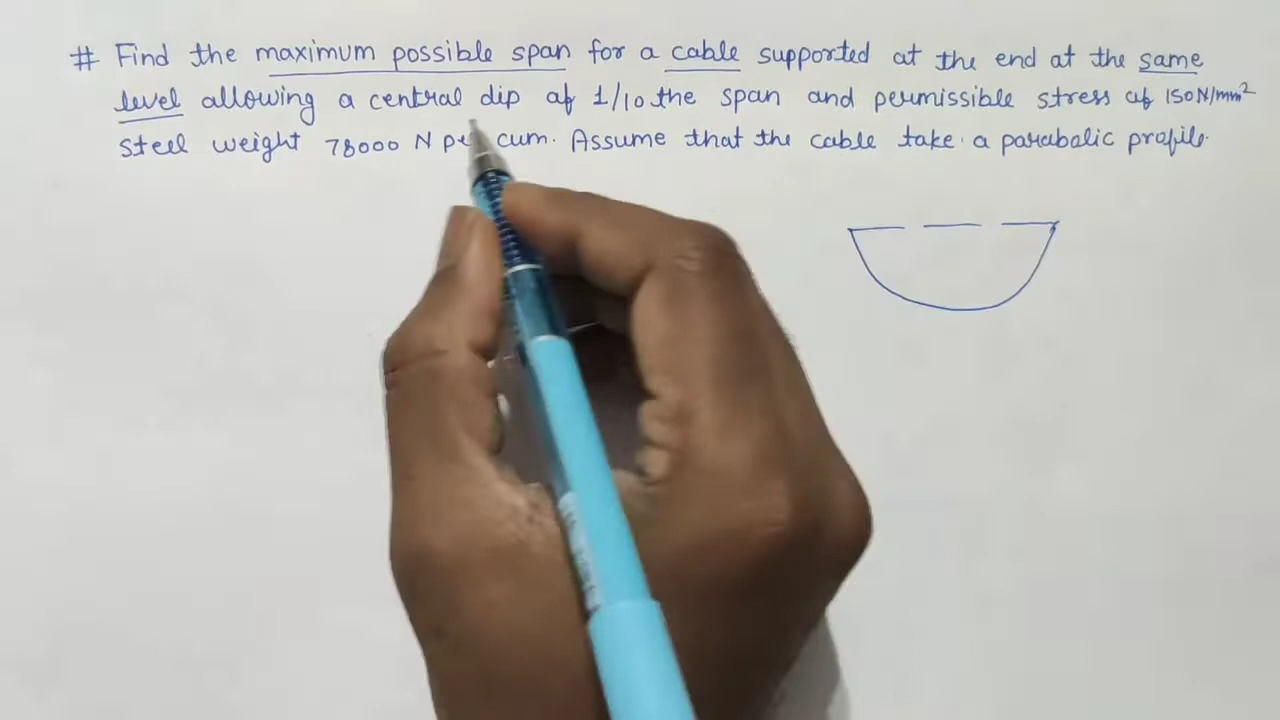 # Find the maximum possible span for a cable supported at the end at the same
level allowing a central dip of 1/10 the span and permissible stress of 150N/mm²
steel weight 78000 N per cum. Assume that the cable take a parabolic profile.